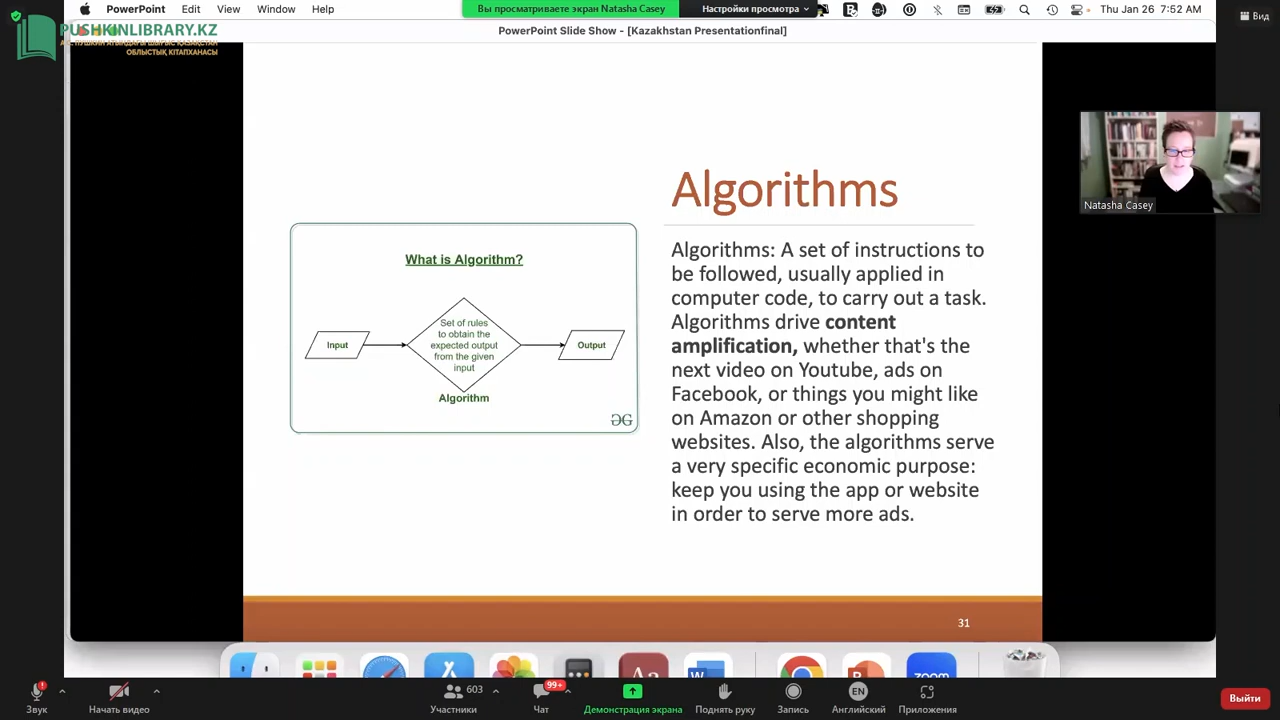 PowerPoint Edit View Window Help
Вы просматриваете экран Natasha Casey
Настройки просмотра
Thu Jan 26 7:52 AM
Вид
PUSHKINLIBRARY.KZ
ОБЛЫСТЫҚ КІТАПХАНАСЫ
PowerPoint Slide Show - [Kazakhstan Presentationfinal]
Natasha Casey
What is Algorithm?
Input
Set of rules
to obtain the
expected output
from the given
input
Output
Algorithm
Algorithms
Algorithms: A set of instructions to
be followed, usually applied in
computer code, to carry out a task.
Algorithms drive content
amplification, whether that's the
next video on Youtube, ads on
Facebook, or things you might like
on Amazon or other shopping
websites. Also, the algorithms serve
a very specific economic purpose:
keep you using the app or website
in order to serve more ads.
31
Aa
W
P
zoom
99+
603
EN
Звук
Начать видео
Участники
Чат
Демонстрация экрана
Поднять руку
Запись
Английский
Приложения
Выйти